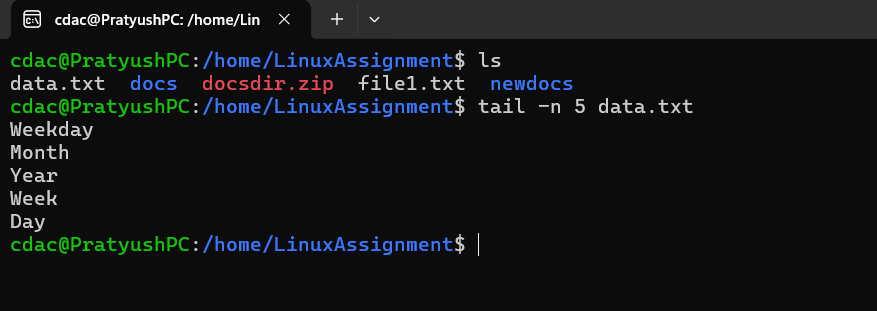 cdac@PratyushPC: /home/Lin
cdac@PratyushPC:/home/LinuxAssignment$ ls
data.txt  docs  docsdir.zip  file1.txt  newdocs
cdac@PratyushPC:/home/LinuxAssignment$ tail -n 5 data.txt
Weekday
Month
Year
Week
Day
cdac@PratyushPC:/home/LinuxAssignment$